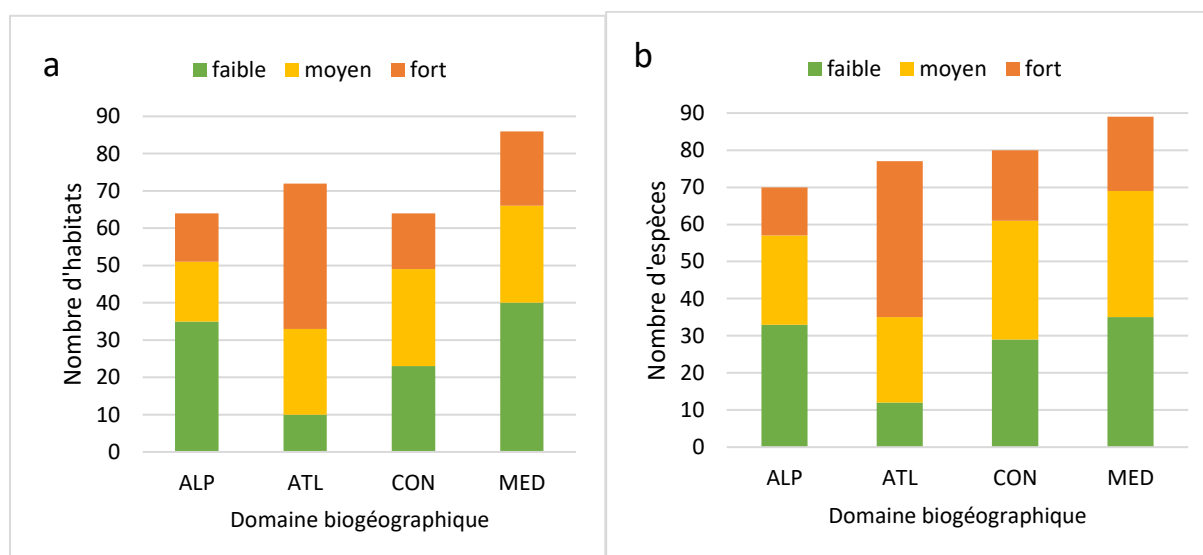 a
faible moyen fort
Nombre d'habitats
90
80
70
60
50
40
30
20
10
0
ALP ATL CON MED
Domaine biogéographique
b
faible moyen fort
Nombre d'espèces
90
80
70
60
50
40
30
20
10
0
ALP ATL CON MED
Domaine biogéographique